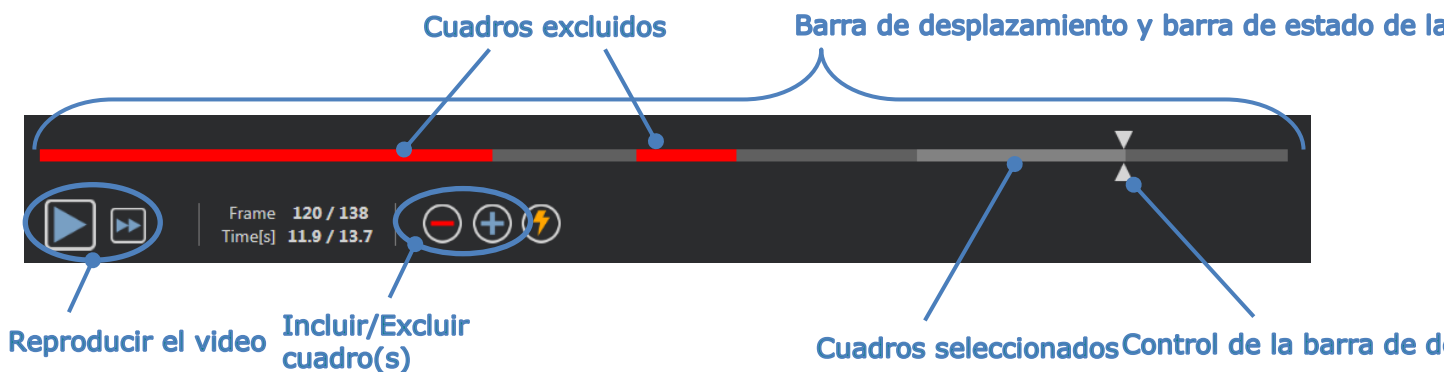 Cuadros excluidos
Barra de desplazamiento y barra de estado de la
Frame 120 / 138
Time[s] 11.9 / 13.7
Reproducir el video
Incluir/Excluir
cuadro(s)
Cuadros seleccionados
Control de la barra de